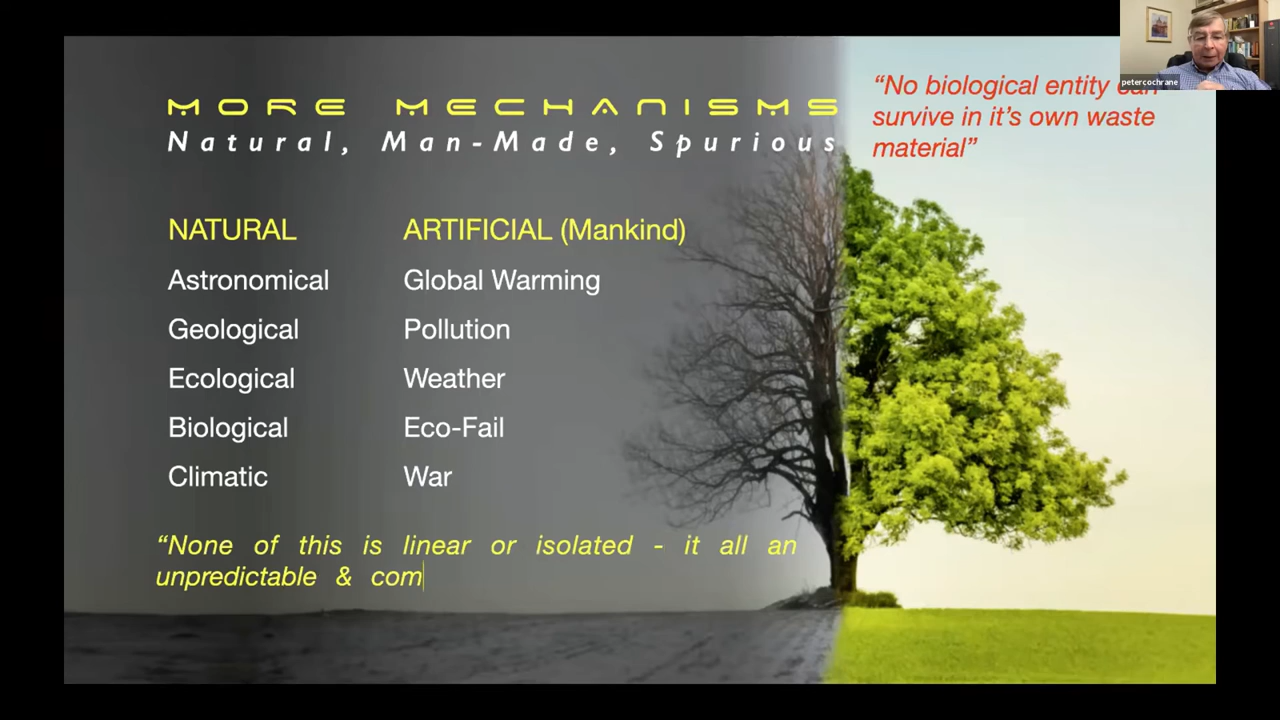 MORE MECHANISMS
Natural, Man-Made, Spurious
"No biological entity can
survive in it's own waste
material"
petercochrane
NATURAL ARTIFICIAL (Mankind)
Astronomical Global Warming
Geological Pollution
Ecological Weather
Biological Eco-Fail
Climatic War
"None of this is linear or isolated - it all an
unpredictable & com